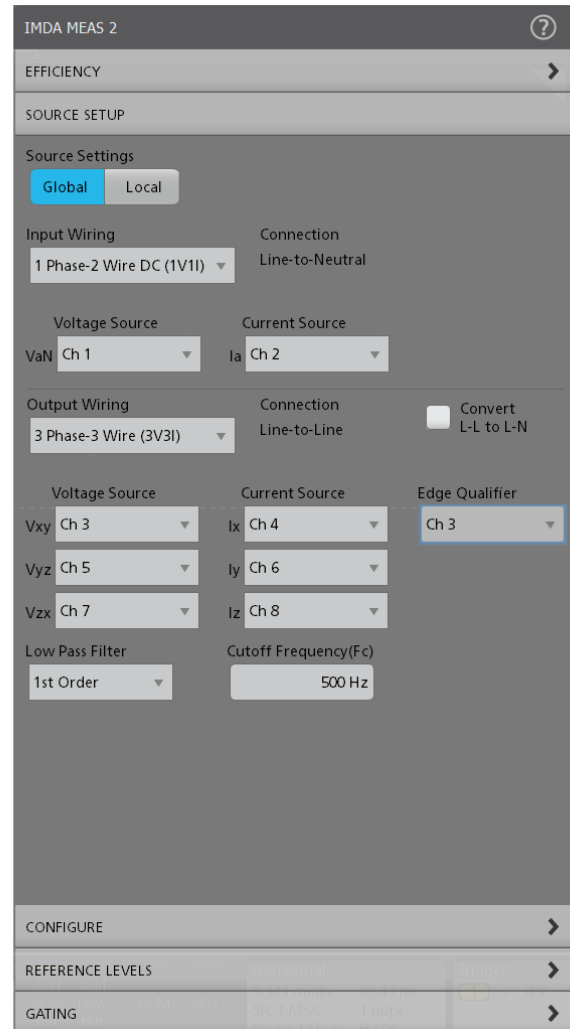 IMDA MEAS 2 ?
EFFICIENCY
SOURCE SETUP
Source Settings
Global Local
Input Wiring Connection
1 Phase-2 Wire DC (1V1I) Line-to-Neutral
Voltage Source Current Source
VaN Ch 1 Ia Ch 2
Output Wiring Connection Convert
3 Phase-3 Wire (3V3I) Line-to-Line L-L to L-N
Voltage Source Current Source Edge Qualifier
Vxy Ch 3 Ix Ch 4 Ch 3
Vyz Ch 5 Iy Ch 6
Vzx Ch 7 Iz Ch 8
Low Pass Filter Cutoff Frequency(Fc)
1st Order 500 Hz
CONFIGURE
REFERENCE LEVELS
GATING